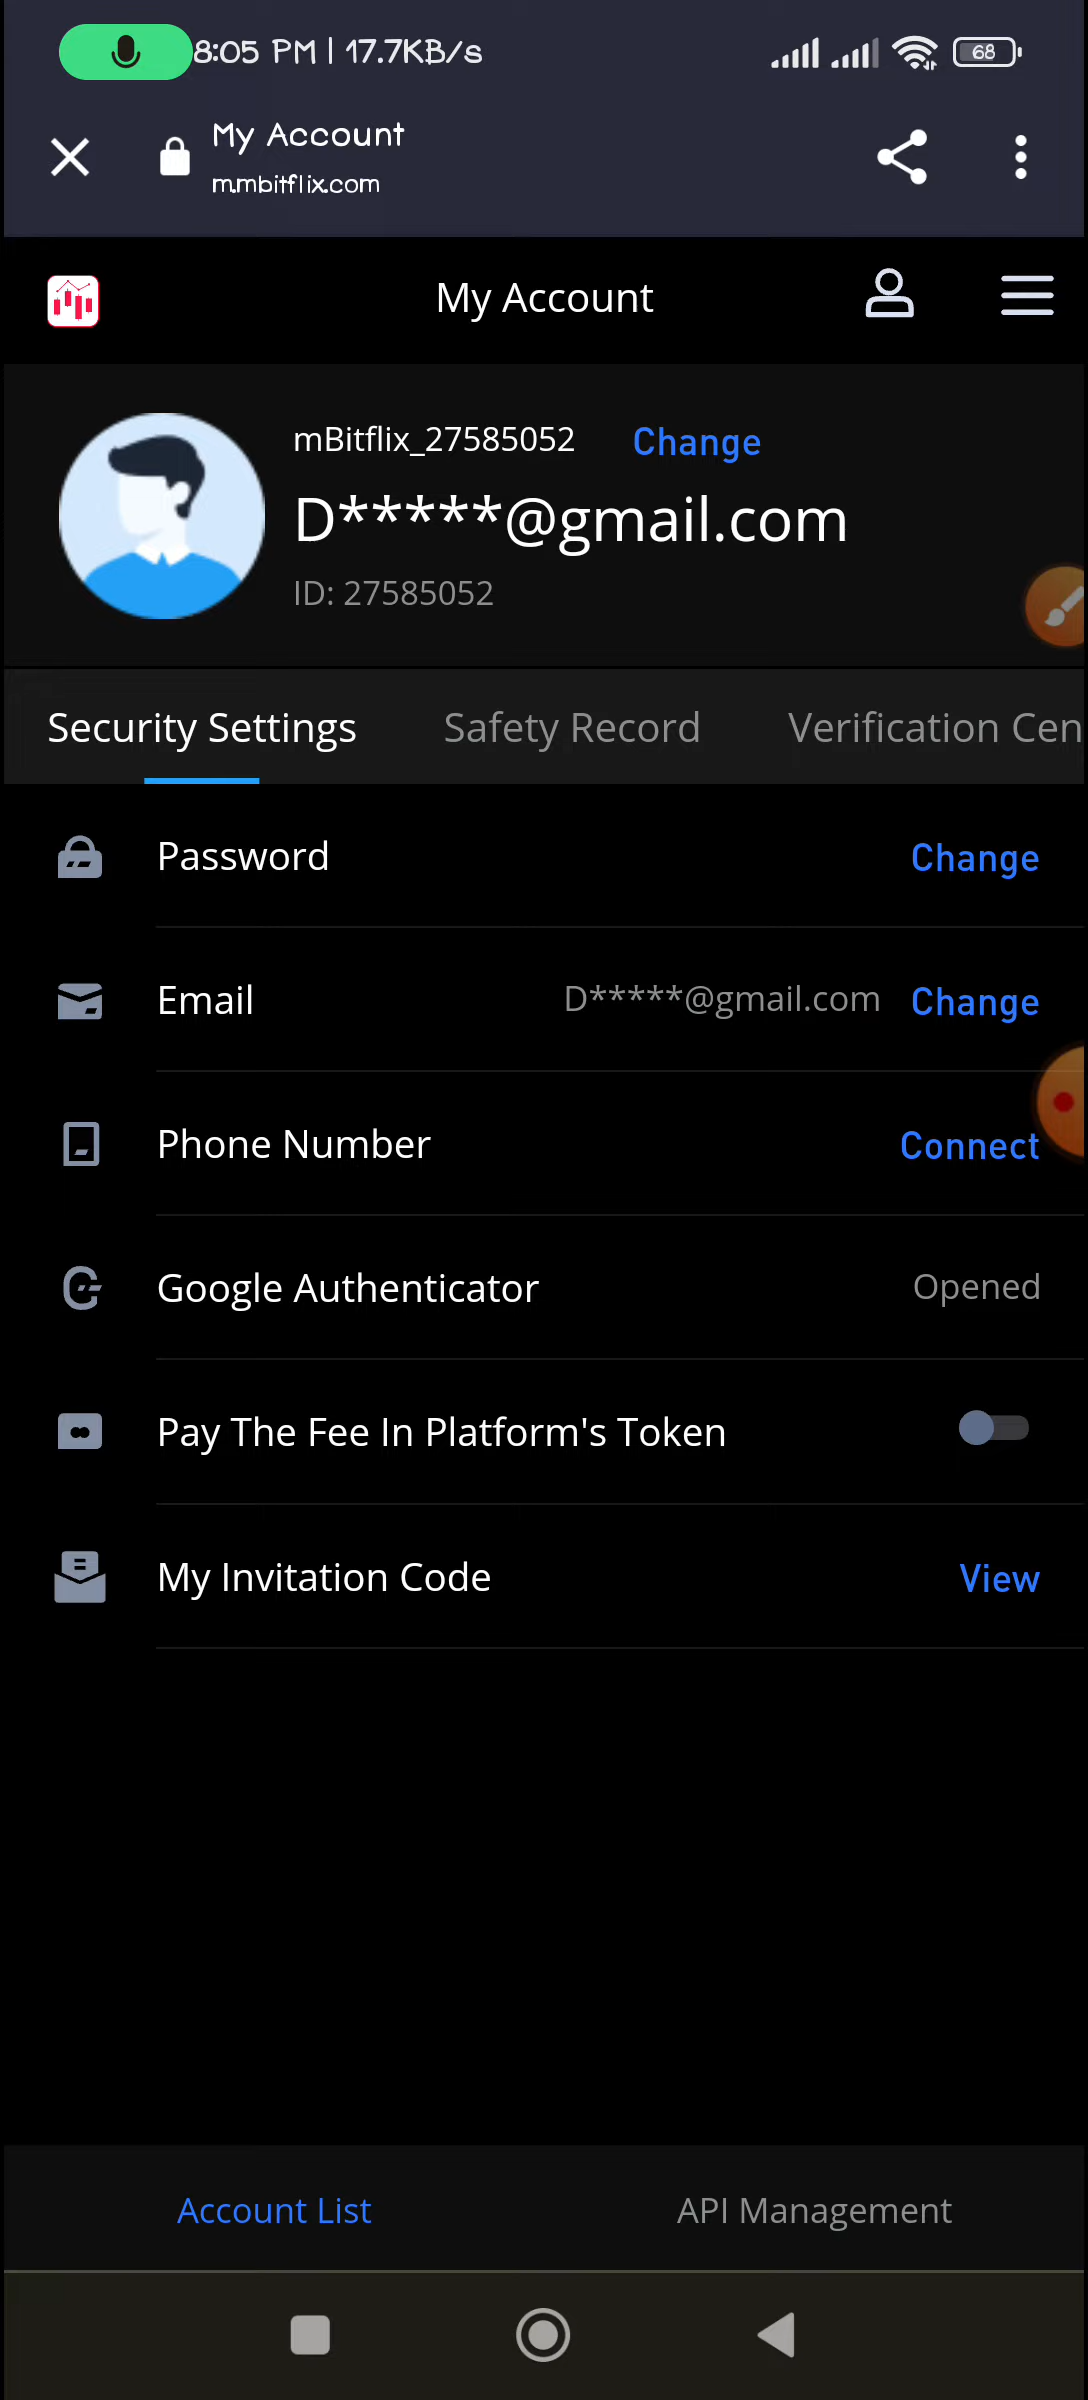 8:05 PM | 17.7KB/s 68
My Account
m.mbitflix.com
My Account
mBitflix_27585052 Change
D*****@gmail.com
ID: 27585052
Security Settings Safety Record Verification Cen
Password Change
Email D*****@gmail.com Change
Phone Number Connect
Google Authenticator Opened
Pay The Fee In Platform's Token
My Invitation Code View
Account List API Management